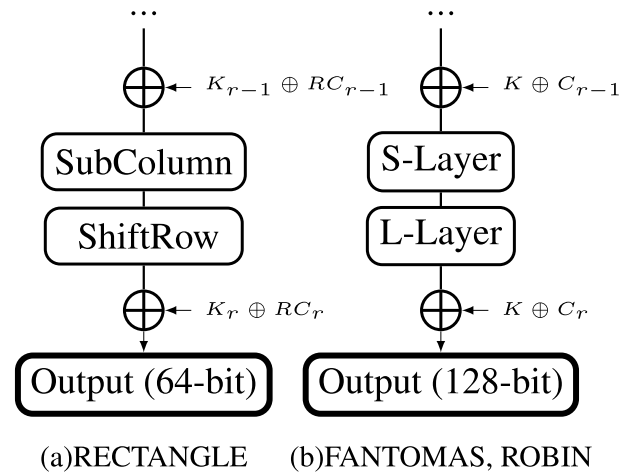 ...
K_{r-1} ⊕ RC_{r-1}
SubColumn
ShiftRow
K_r ⊕ RC_r
Output (64-bit)
(a)RECTANGLE
...
K ⊕ C_{r-1}
S-Layer
L-Layer
K ⊕ C_r
Output (128-bit)
(b)FANTOMAS, ROBIN